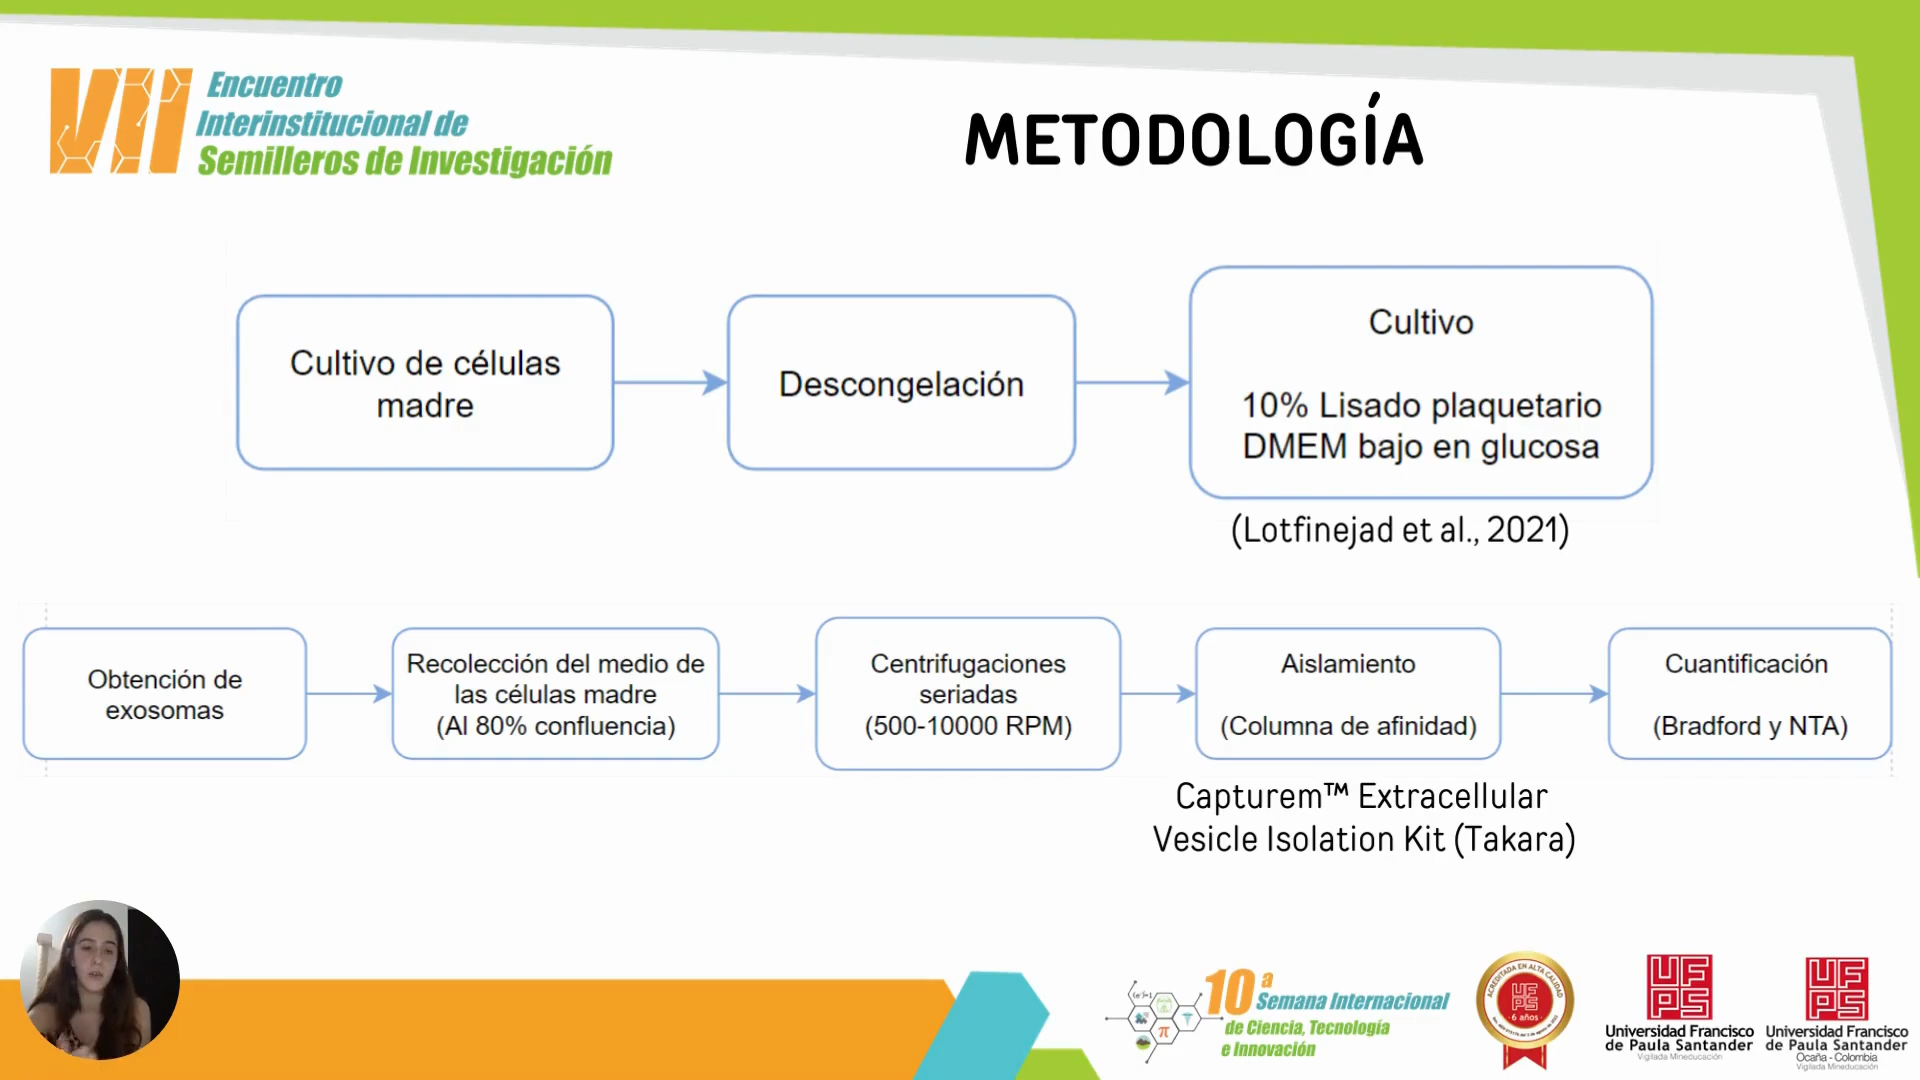 VII
Encuentro
Interinstitucional de
Semilleros de Investigación
METODOLOGÍA
Cultivo de células
madre
Descongelación
Cultivo
10% Lisado plaquetario
DMEM bajo en glucosa
(Lotfinejad et al., 2021)
Obtención de
exosomas
Recolección del medio de
las células madre
(Al 80% confluencia)
Centrifugaciones
seriadas
(500-10000 RPM)
Aislamiento
(Columna de afinidad)
Cuantificación
(Bradford y NTA)
Capturem™ Extracellular
Vesicle Isolation Kit (Takara)
10ª
Semana Internacional
de Ciencia, Tecnología
e Innovación
π
ACREDITADA EN ALTA CALIDAD
UFPS
6 años
UFPS
Universidad Francisco
de Paula Santander
Vigilada Mineducación
UFPS
Universidad Francisco
de Paula Santander
Ocaña - Colombia
Vigilada Mineducación